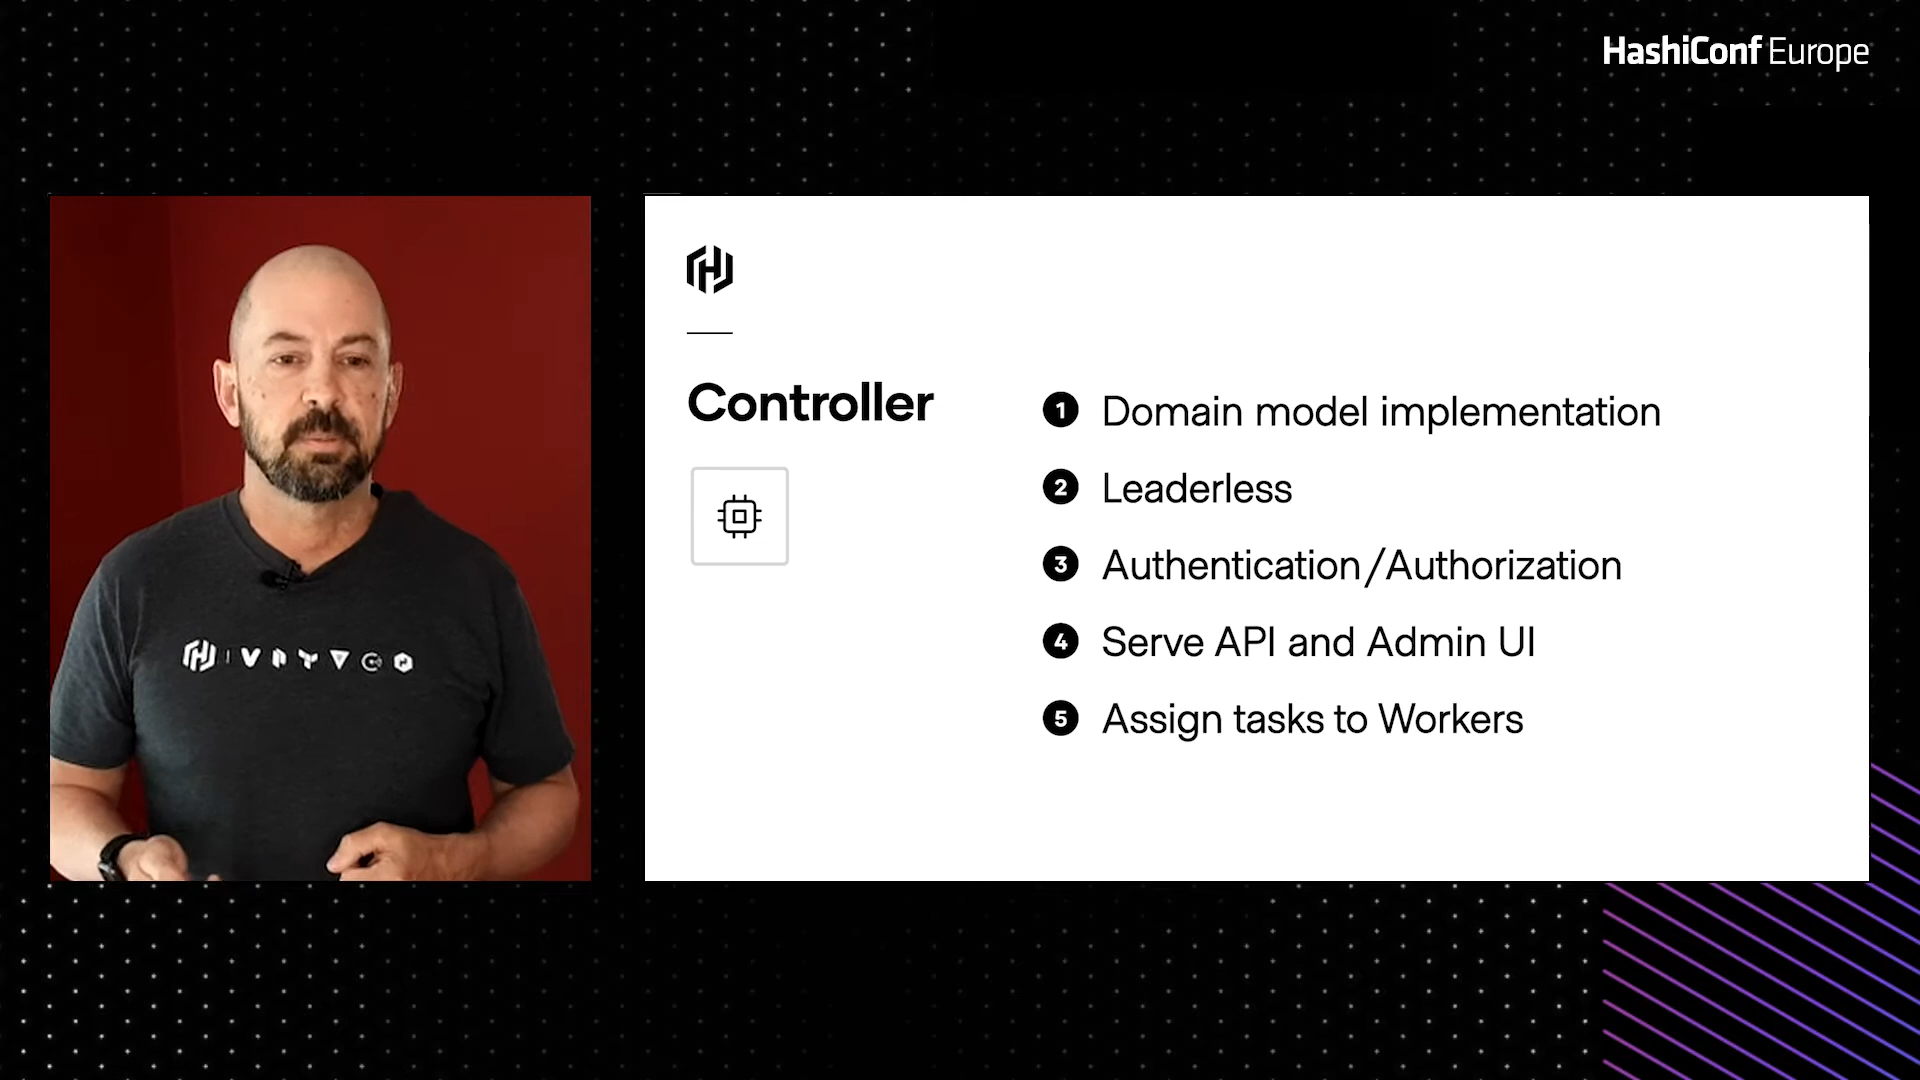 HashiConf Europe
Controller
1 Domain model implementation
2 Leaderless
3 Authentication/Authorization
4 Serve API and Admin UI
5 Assign tasks to Workers